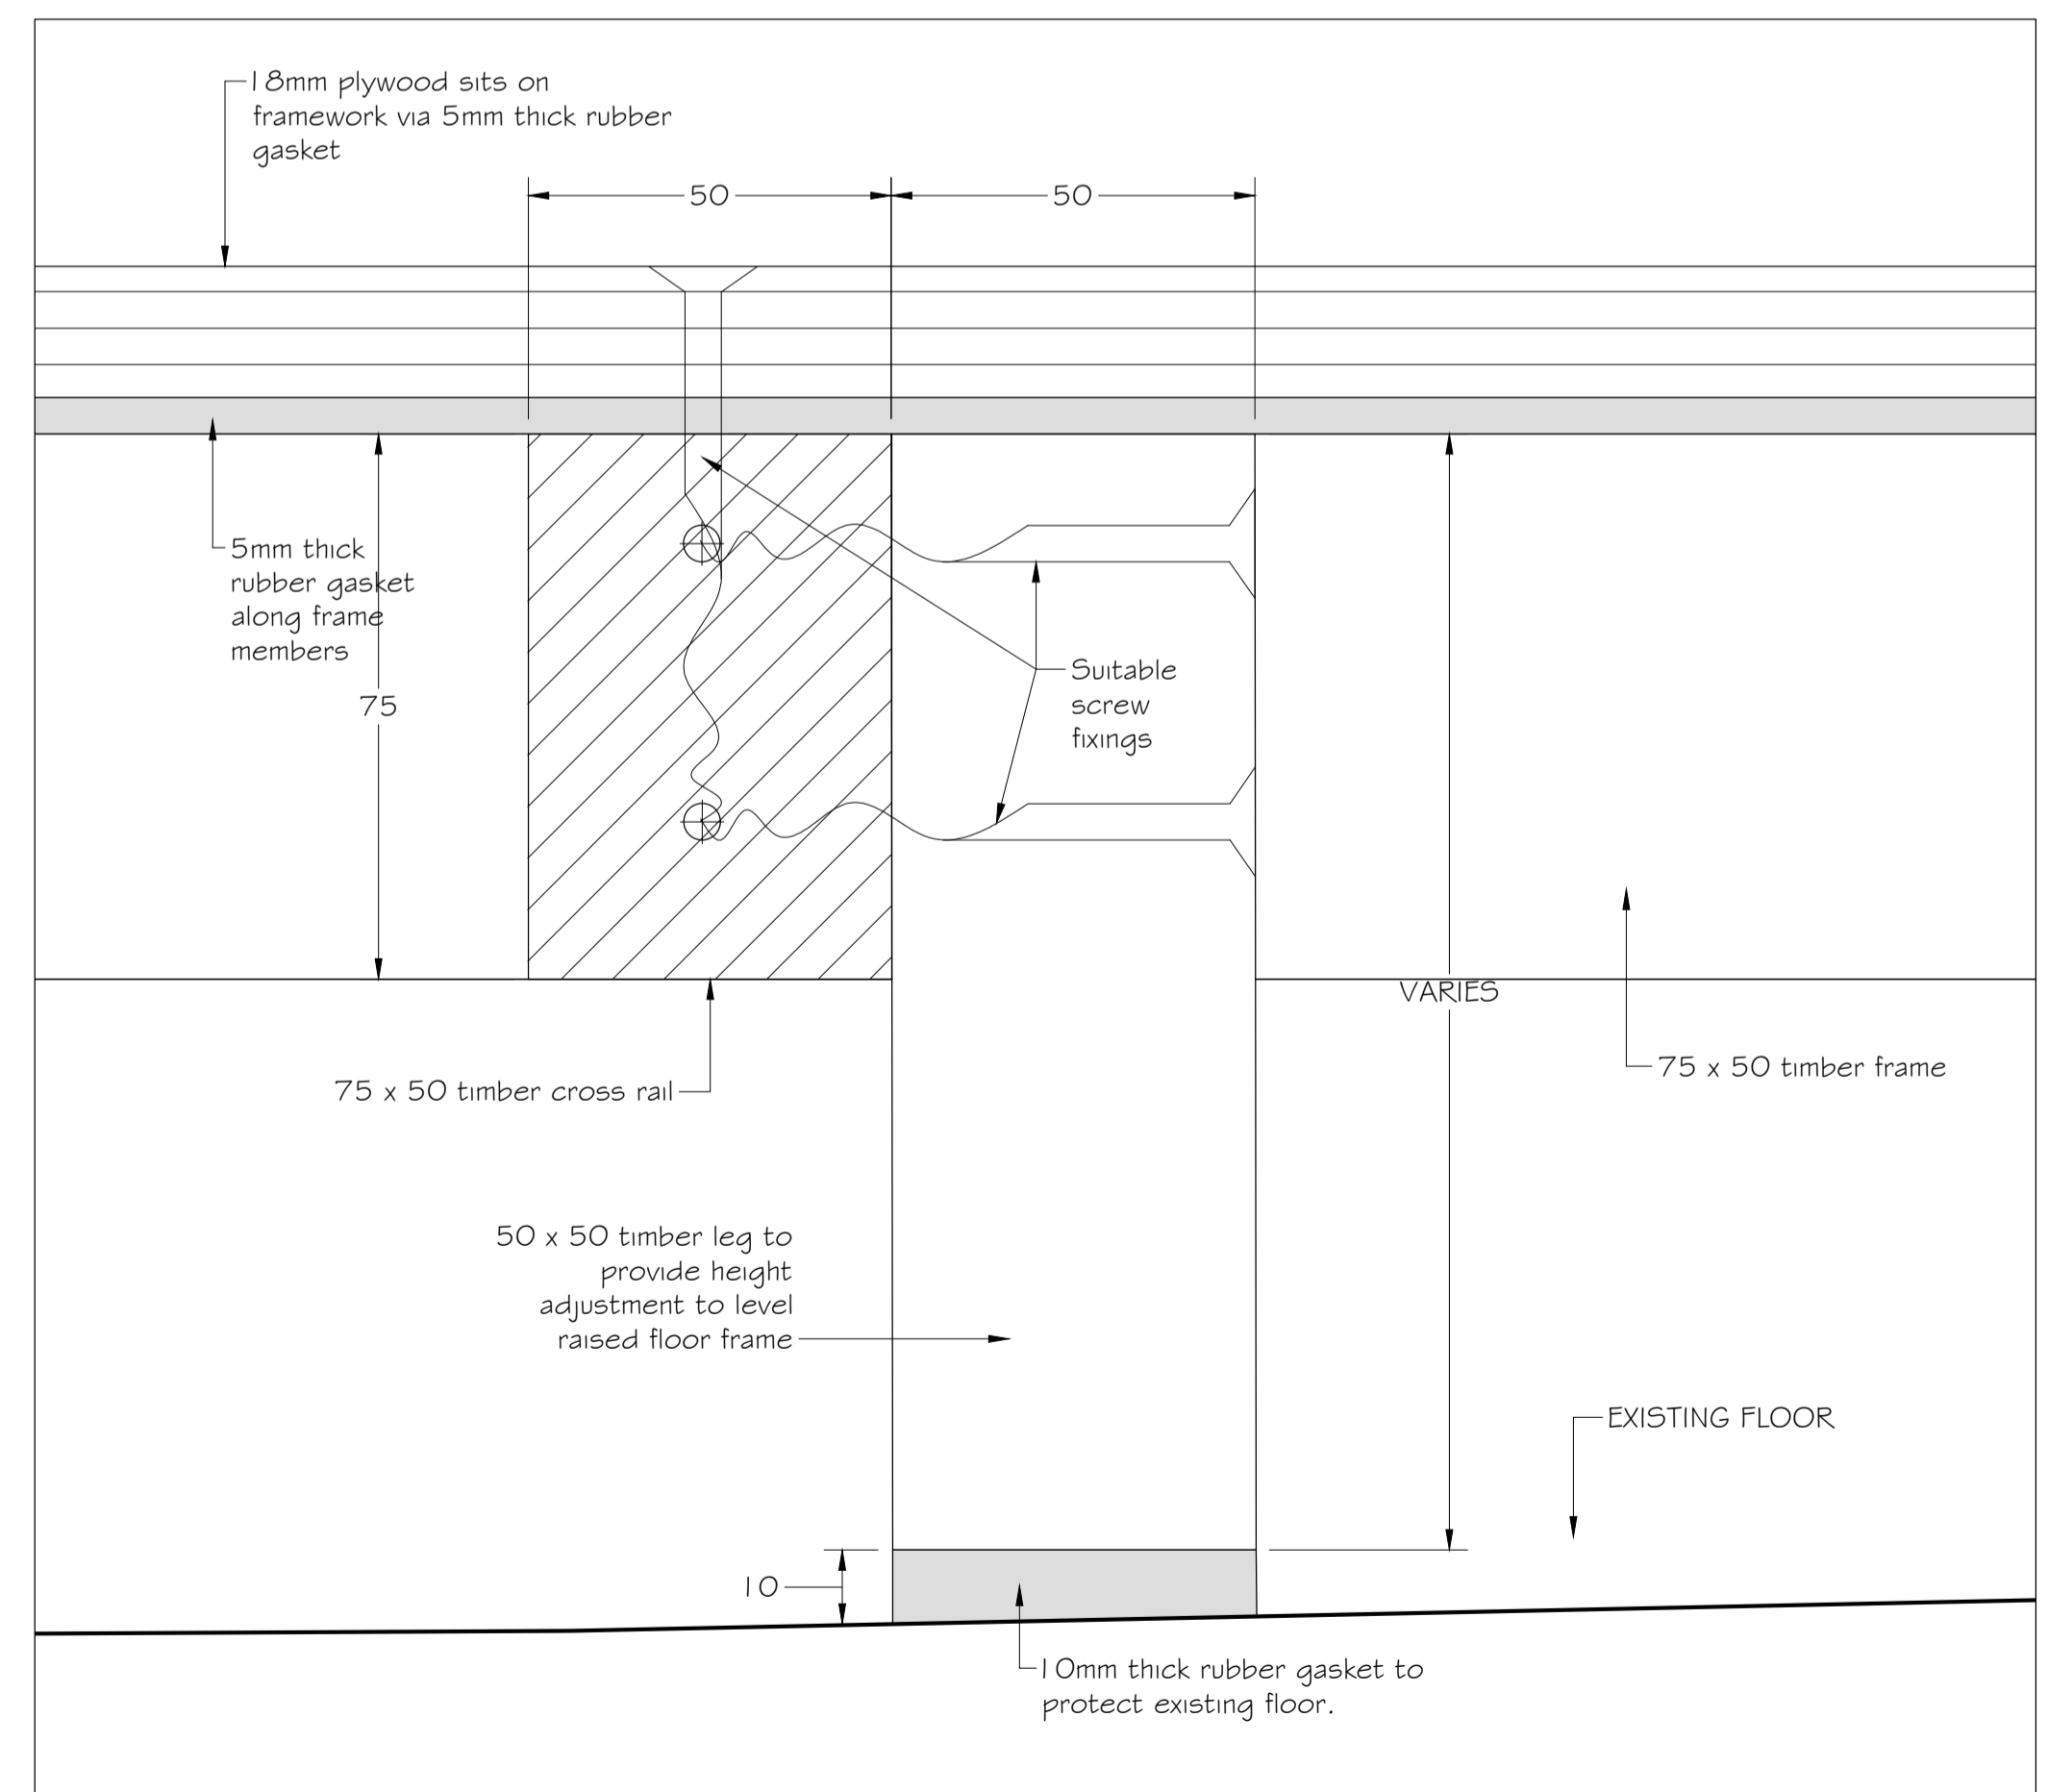 18mm plywood sits on
framework via 5mm thick rubber
gasket
50
50
5mm thick
rubber gasket
along frame
members
75
Suitable
screw
fixings
VARIES
75 x 50 timber frame
75 x 50 timber cross rail
50 x 50 timber leg to
provide height
adjustment to level
raised floor frame
EXISTING FLOOR
10
10mm thick rubber gasket to
protect existing floor.